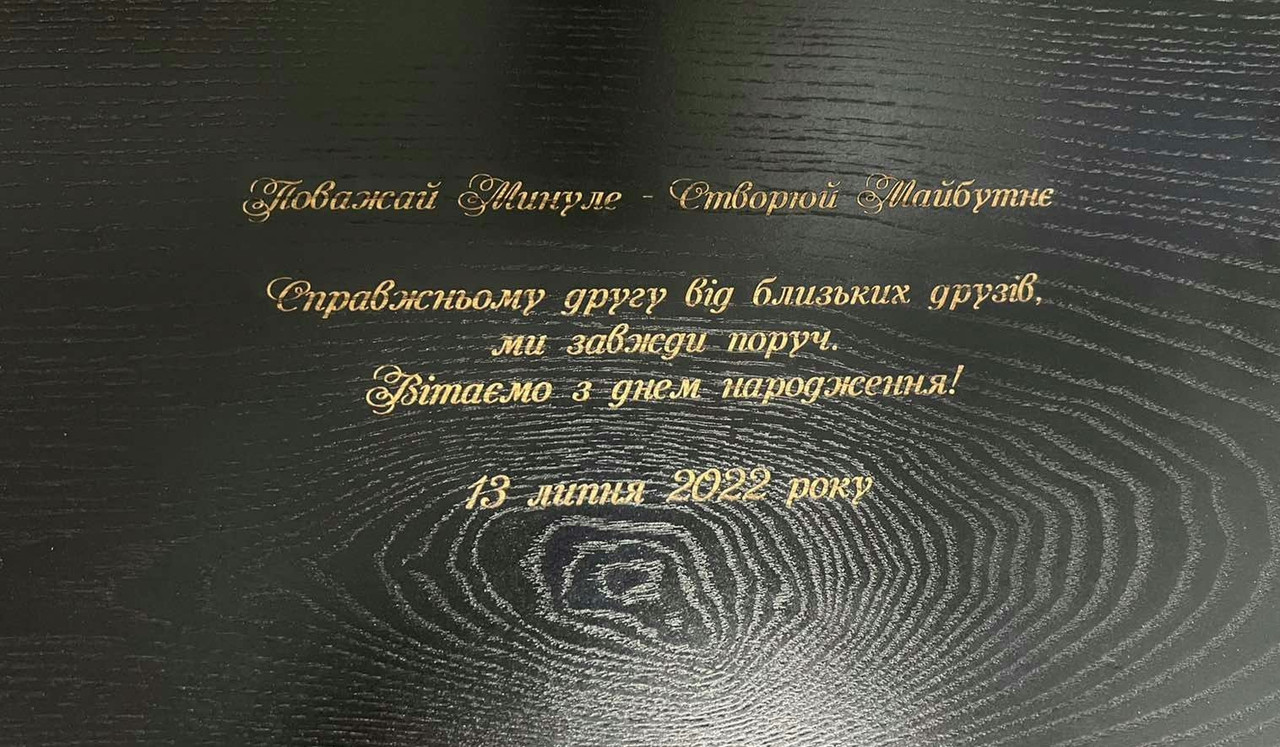 Поважай Минуле - Створюй Майбутнє
Справжньому другу від близьких друзів,
ми завжди поруч.
Вітаємо з днем народження!
13 липня 2022 року